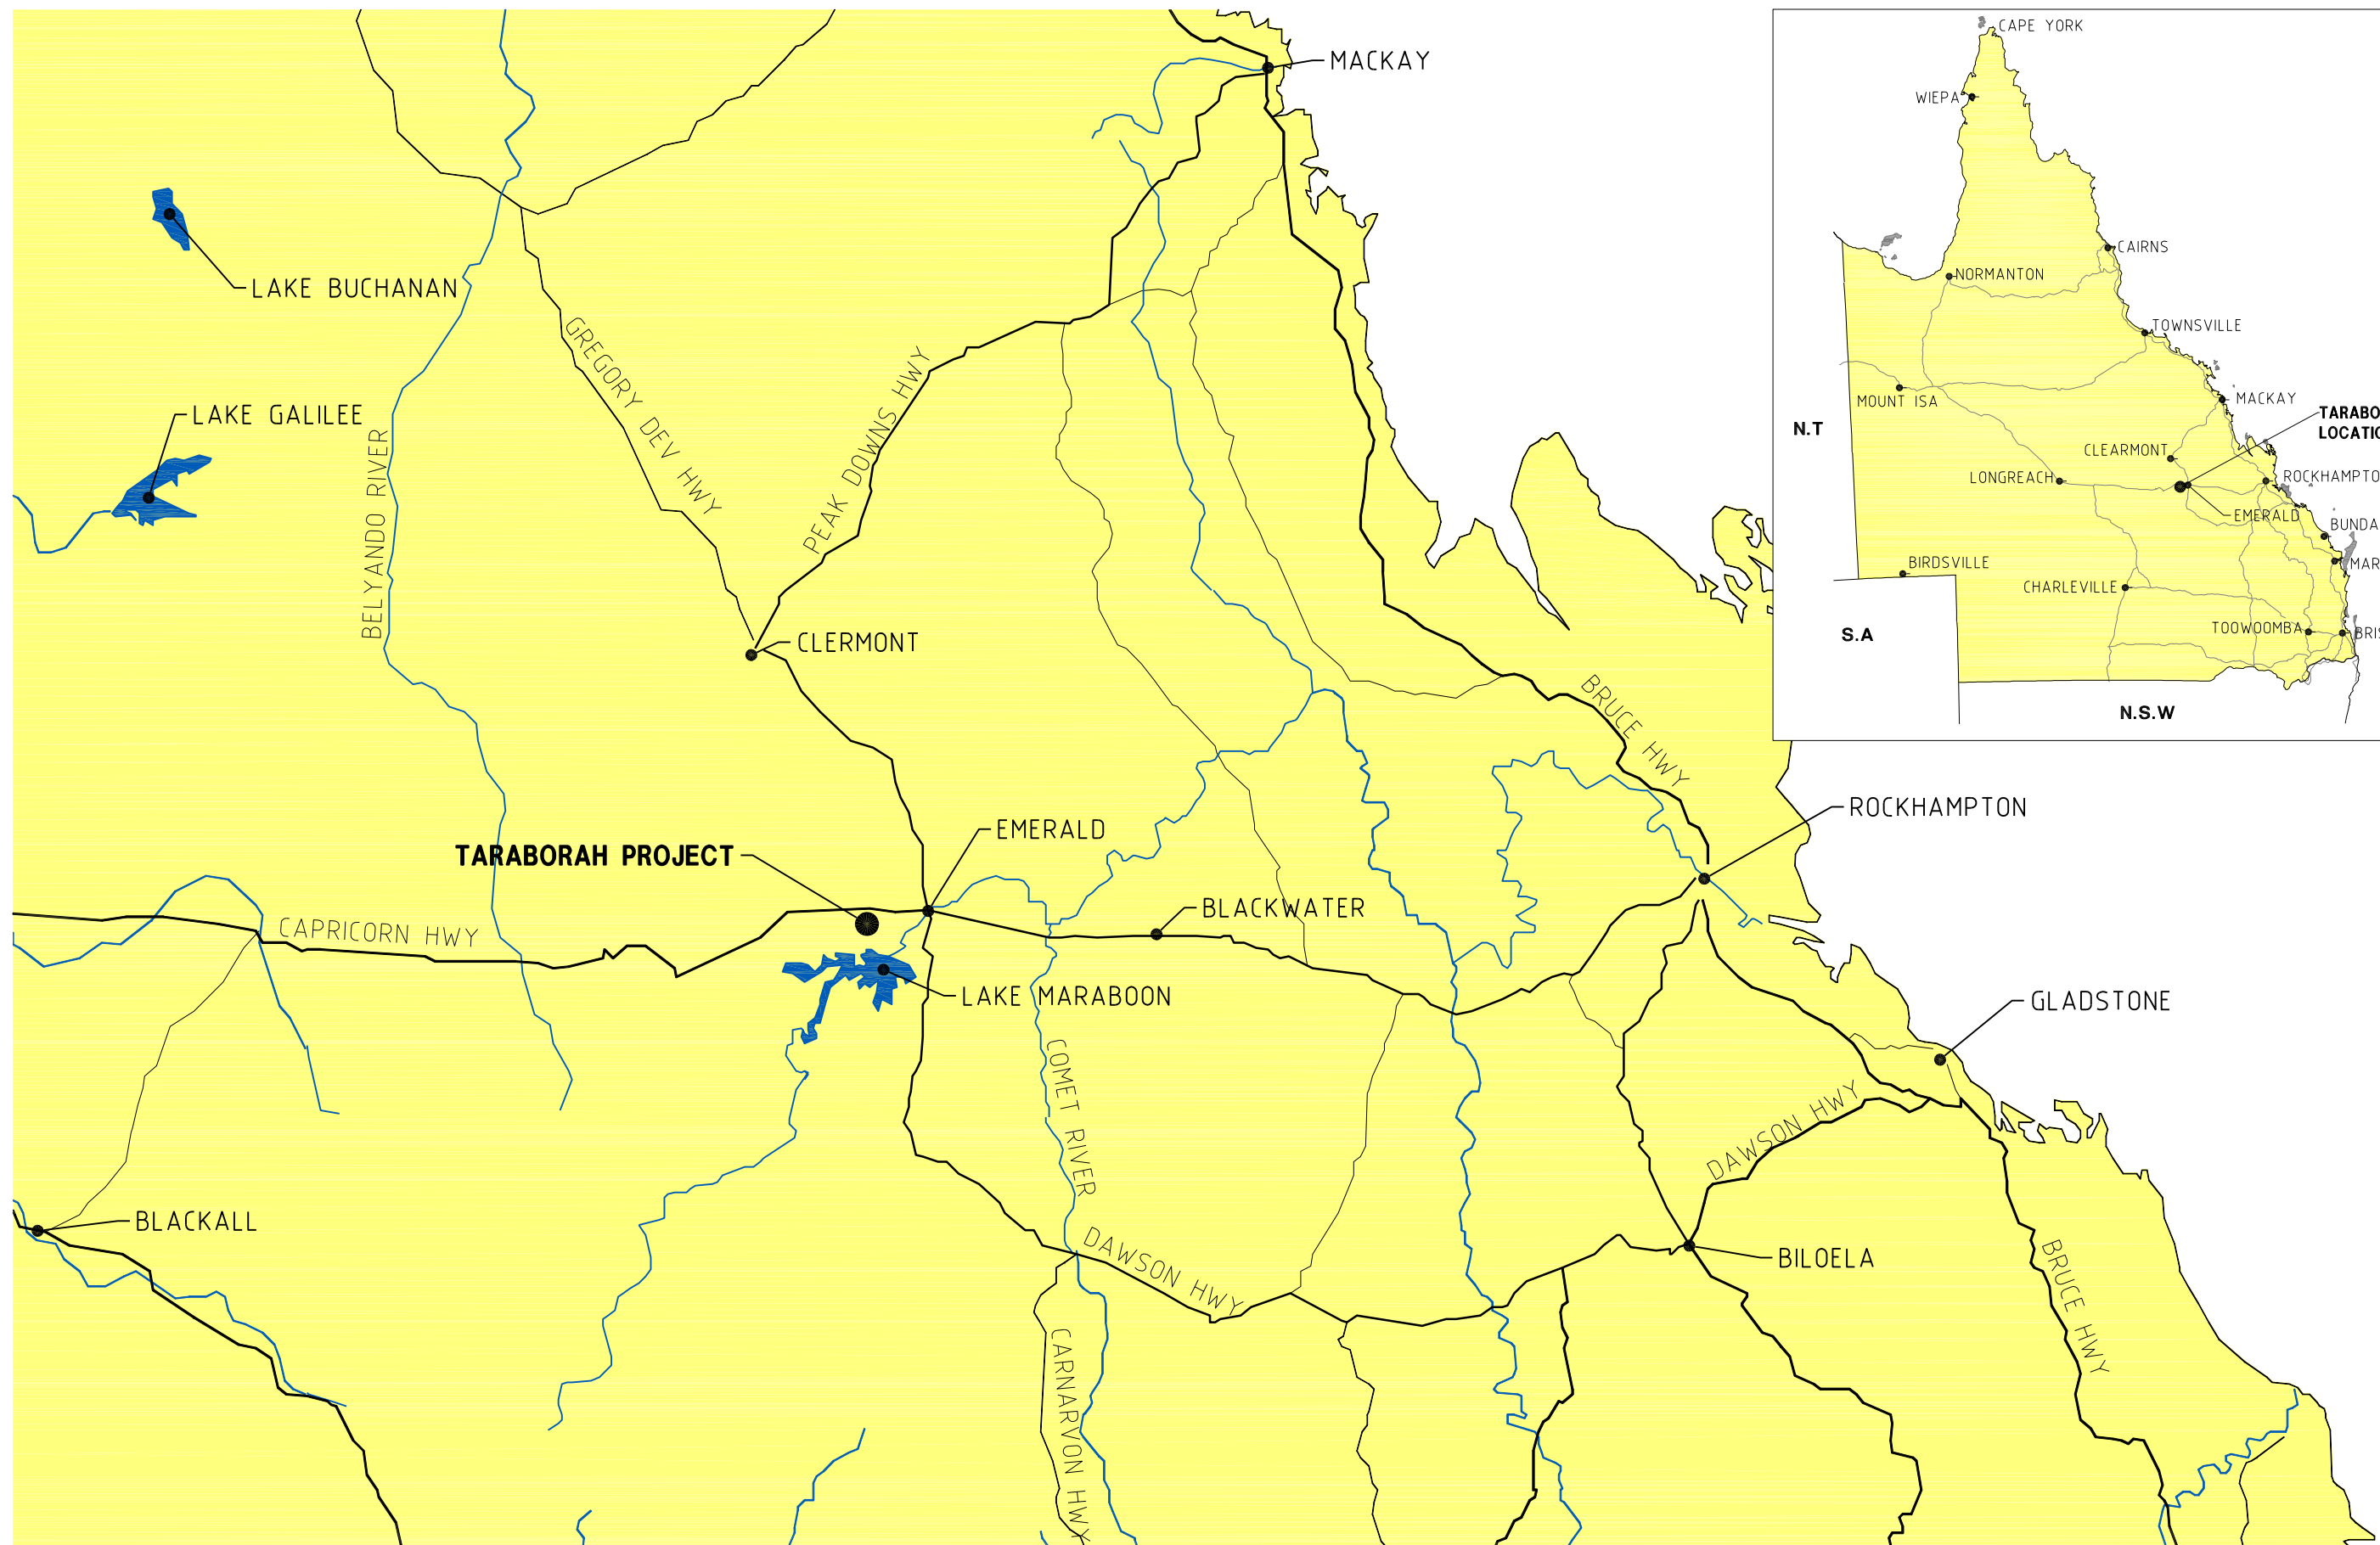 MACKAY
LAKE BUCHANAN
LAKE GALILEE
BELYANDO RIVER
GREGORY DEV HWY
PEAK DOWNS HWY
CLERMONT
BRUCE HWY
TARABORAH PROJECT
EMERALD
ROCKHAMPTON
CAPRICORN HWY
BLACKWATER
LAKE MARABOON
GLADSTONE
COMET RIVER
DAWSON HWY
BLACKALL
DAWSON HWY
BILOELA
BRUCE HWY
CARNARVON HWY
CAPE YORK
WIEPA
CAIRNS
NORMANTON
TOWNSVILLE
MOUNT ISA
MACKAY
TARABO
LOCATIO
N.T
CLEARMONT
LONGREACH
ROCKHAMPTO
EMERALD
BUNDA
BIRDSVILLE
MAR
CHARLEVILLE
TOOWOOMBA
BRIS
S.A
N.S.W